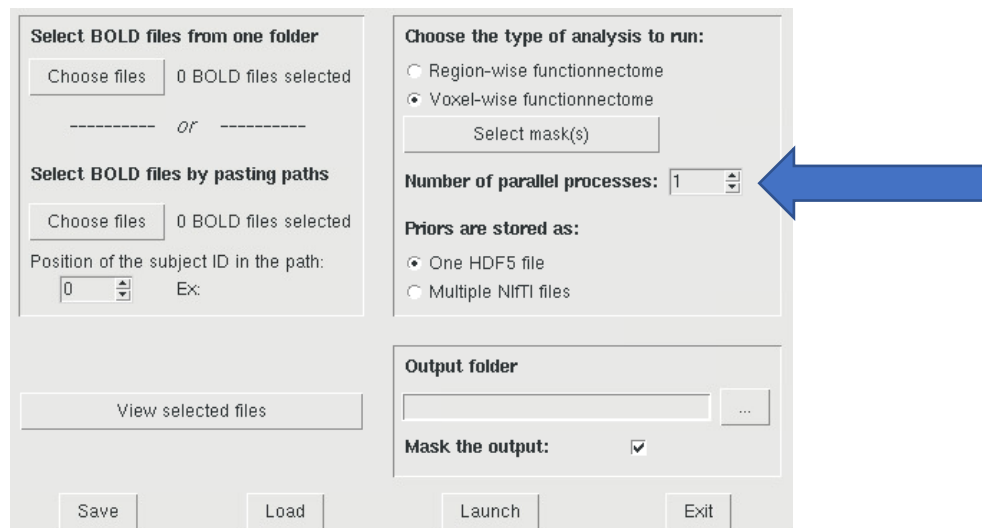 Select BOLD files from one folder
Choose files 0 BOLD files selected
---------- or ----------
Select BOLD files by pasting paths
Choose files 0 BOLD files selected
Position of the subject ID in the path:
0 Ex:
View selected files
Choose the type of analysis to run:
Region-wise functionnectome
Voxel-wise functionnectome
Select mask(s)
Number of parallel processes: 1
Priors are stored as:
One HDF5 file
Multiple NIfTI files
Output folder
...
Mask the output:
Save Load Launch Exit